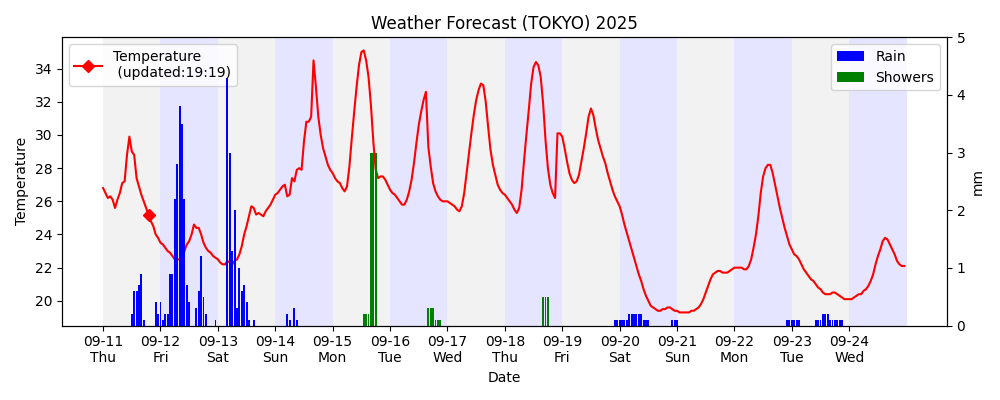 Weather Forecast (TOKYO) 2025
Temperature
(updated:19:19)
Rain
Showers
Temperature
34
32
30
28
26
24
22
20
5
4
3
2
1
0
mm
09-11 09-12 09-13 09-14 09-15 09-16 09-17 09-18 09-19 09-20 09-21 09-22 09-23 09-24
Thu Fri Sat Sun Mon Tue Wed Thu Fri Sat Sun Mon Tue Wed
Date